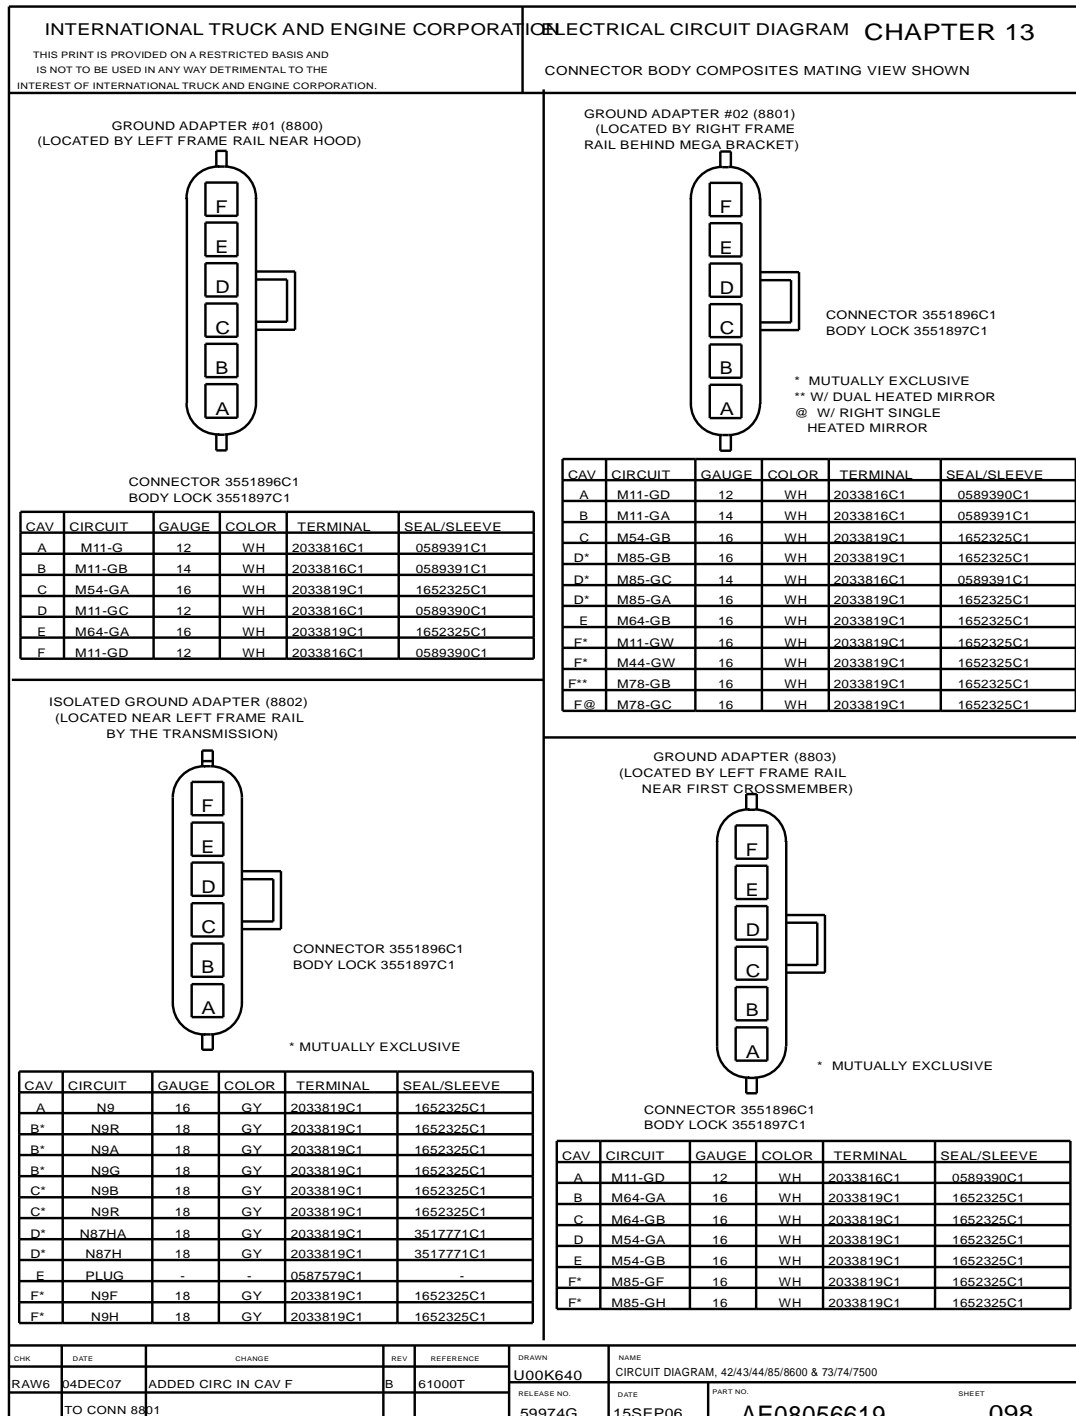 INTERNATIONAL TRUCK AND ENGINE CORPORATION
THIS PRINT IS PROVIDED ON A RESTRICTED BASIS AND
IS NOT TO BE USED IN ANY WAY DETRIMENTAL TO THE
INTEREST OF INTERNATIONAL TRUCK AND ENGINE CORPORATION.
ELECTRICAL CIRCUIT DIAGRAM CHAPTER 13
CONNECTOR BODY COMPOSITES MATING VIEW SHOWN
GROUND ADAPTER #01 (8800)
(LOCATED BY LEFT FRAME RAIL NEAR HOOD)
F
E
D
C
B
A
CONNECTOR 3551896C1
BODY LOCK 3551897C1
CAV CIRCUIT GAUGE COLOR TERMINAL SEAL/SLEEVE
A M11-G 12 WH 2033816C1 0589391C1
B M11-GB 14 WH 2033816C1 0589391C1
C M54-GA 16 WH 2033819C1 1652325C1
D M11-GC 12 WH 2033816C1 0589390C1
E M64-GA 16 WH 2033819C1 1652325C1
F M11-GD 12 WH 2033816C1 0589390C1
GROUND ADAPTER #02 (8801)
(LOCATED BY RIGHT FRAME
RAIL BEHIND MEGA BRACKET)
F
E
D
C
B
A
CONNECTOR 3551896C1
BODY LOCK 3551897C1
* MUTUALLY EXCLUSIVE
** W/ DUAL HEATED MIRROR
@ W/ RIGHT SINGLE
HEATED MIRROR
CAV CIRCUIT GAUGE COLOR TERMINAL SEAL/SLEEVE
A M11-GD 12 WH 2033816C1 0589390C1
B M11-GA 14 WH 2033816C1 0589391C1
C M54-GB 16 WH 2033819C1 1652325C1
D* M85-GB 16 WH 2033819C1 1652325C1
D* M85-GC 14 WH 2033816C1 0589391C1
D* M85-GA 16 WH 2033819C1 1652325C1
E M64-GB 16 WH 2033819C1 1652325C1
F* M11-GW 16 WH 2033819C1 1652325C1
F* M44-GW 16 WH 2033819C1 1652325C1
F** M78-GB 16 WH 2033819C1 1652325C1
F@ M78-GC 16 WH 2033819C1 1652325C1
ISOLATED GROUND ADAPTER (8802)
(LOCATED NEAR LEFT FRAME RAIL
BY THE TRANSMISSION)
F
E
D
C
B
A
CONNECTOR 3551896C1
BODY LOCK 3551897C1
* MUTUALLY EXCLUSIVE
CAV CIRCUIT GAUGE COLOR TERMINAL SEAL/SLEEVE
A N9 16 GY 2033819C1 1652325C1
B* N9R 18 GY 2033819C1 1652325C1
B* N9A 18 GY 2033819C1 1652325C1
B* N9G 18 GY 2033819C1 1652325C1
C* N9B 18 GY 2033819C1 1652325C1
C* N9R 18 GY 2033819C1 1652325C1
D* N87HA 18 GY 2033819C1 3517771C1
D* N87H 18 GY 2033819C1 3517771C1
E PLUG - - 0587579C1 -
F* N9F 18 GY 2033819C1 1652325C1
F* N9H 18 GY 2033819C1 1652325C1
GROUND ADAPTER (8803)
(LOCATED BY LEFT FRAME RAIL
NEAR FIRST CROSSMEMBER)
F
E
D
C
B
A
* MUTUALLY EXCLUSIVE
CONNECTOR 3551896C1
BODY LOCK 3551897C1
CAV CIRCUIT GAUGE COLOR TERMINAL SEAL/SLEEVE
A M11-GD 12 WH 2033816C1 0589390C1
B M64-GA 16 WH 2033819C1 1652325C1
C M64-GB 16 WH 2033819C1 1652325C1
D M54-GA 16 WH 2033819C1 1652325C1
E M54-GB 16 WH 2033819C1 1652325C1
F* M85-GF 16 WH 2033819C1 1652325C1
F* M85-GH 16 WH 2033819C1 1652325C1
CHK DATE CHANGE REV REFERENCE
RAW6 04DEC07 ADDED CIRC IN CAV F B 61000T
TO CONN 8801
DRAWN
U00K640
NAME
CIRCUIT DIAGRAM, 42/43/44/85/8600 & 73/74/7500
RELEASE NO. DATE PART NO. SHEET
59974G 15SEP06 AE08056619 098